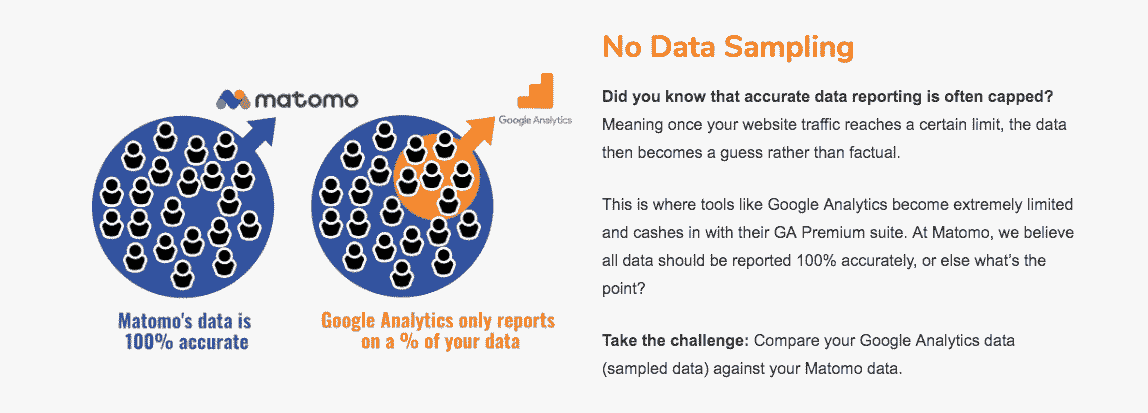 matomo
Google Analytics
Matomo's data is
100% accurate
Google Analytics only reports
on a % of your data
No Data Sampling
Did you know that accurate data reporting is often capped?
Meaning once your website traffic reaches a certain limit, the data
then becomes a guess rather than factual.
This is where tools like Google Analytics become extremely limited
and cashes in with their GA Premium suite. At Matomo, we believe
all data should be reported 100% accurately, or else what's the
point?
Take the challenge: Compare your Google Analytics data
(sampled data) against your Matomo data.